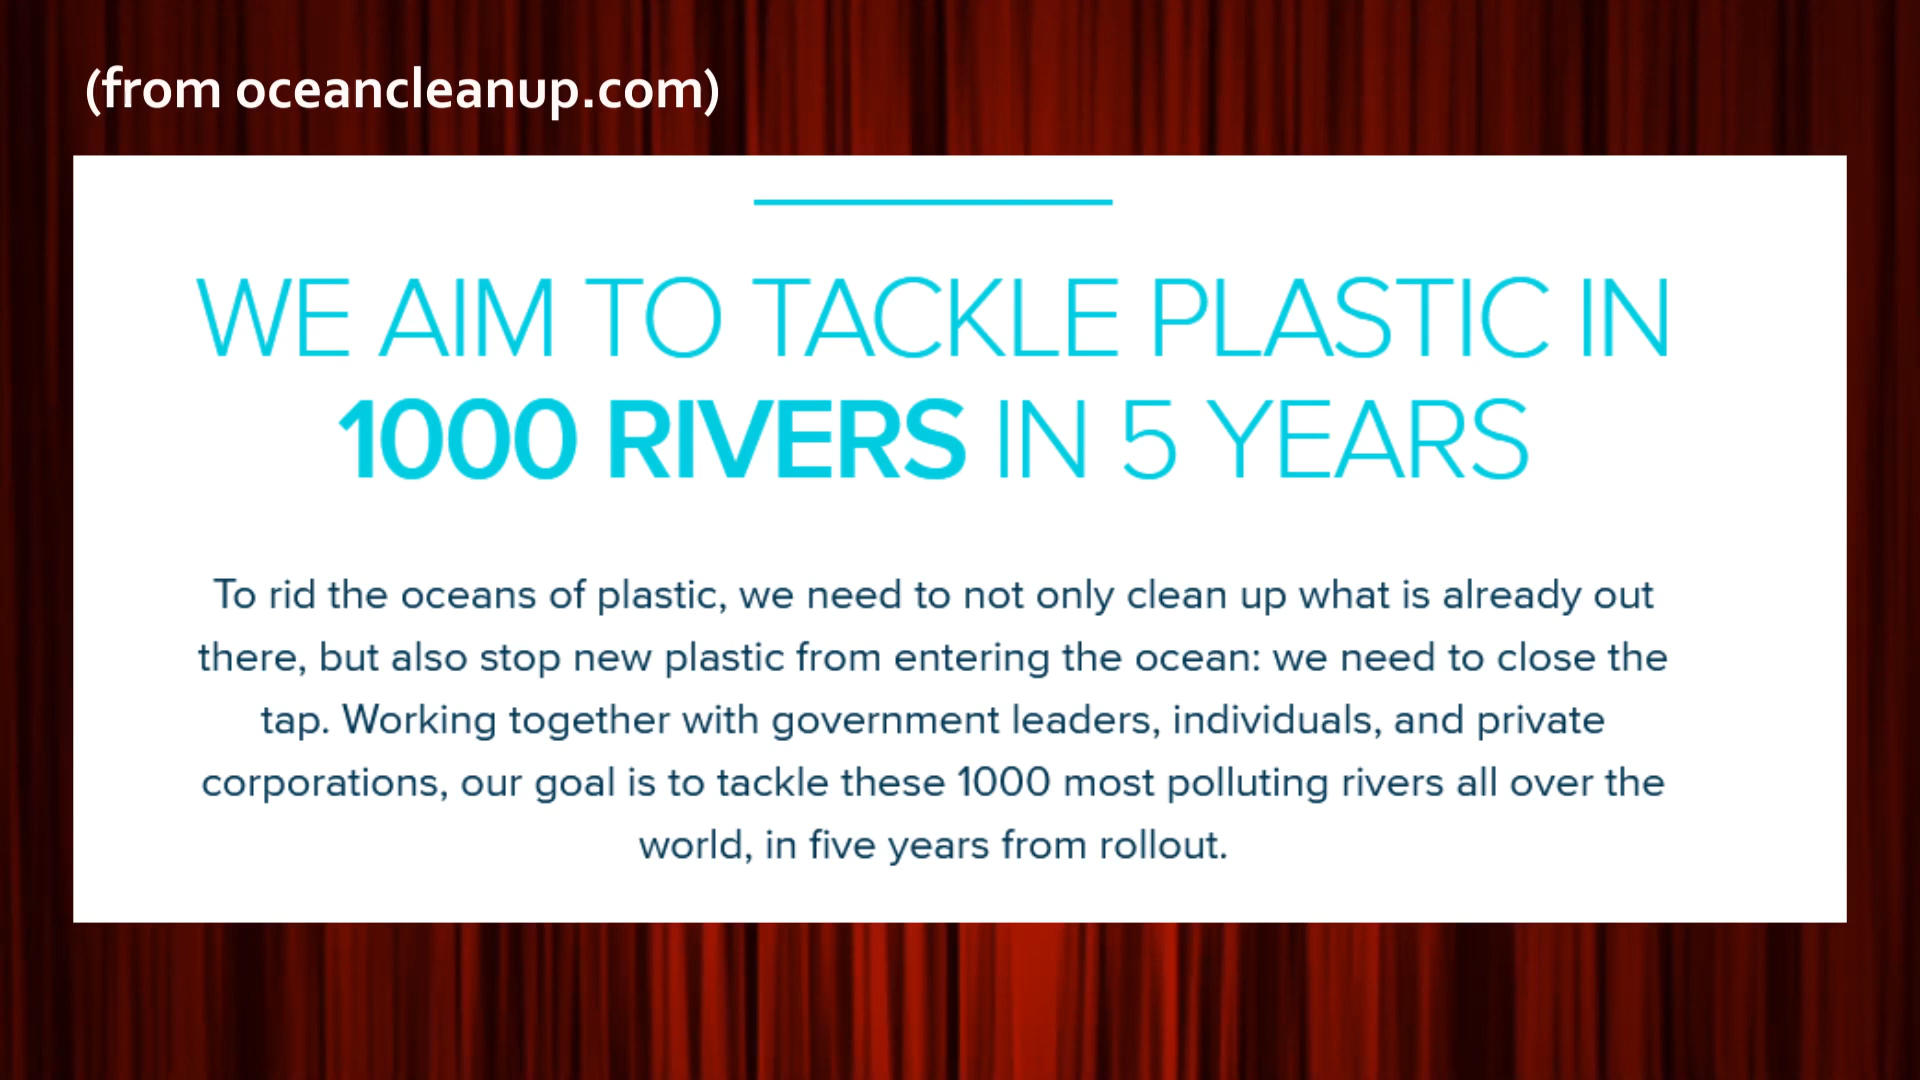 (from oceancleanup.com)
WE AIM TO TACKLE PLASTIC IN
1000 RIVERS IN 5 YEARS
To rid the oceans of plastic, we need to not only clean up what is already out
there, but also stop new plastic from entering the ocean: we need to close the
tap. Working together with government leaders, individuals, and private
corporations, our goal is to tackle these 1000 most polluting rivers all over the
world, in five years from rollout.